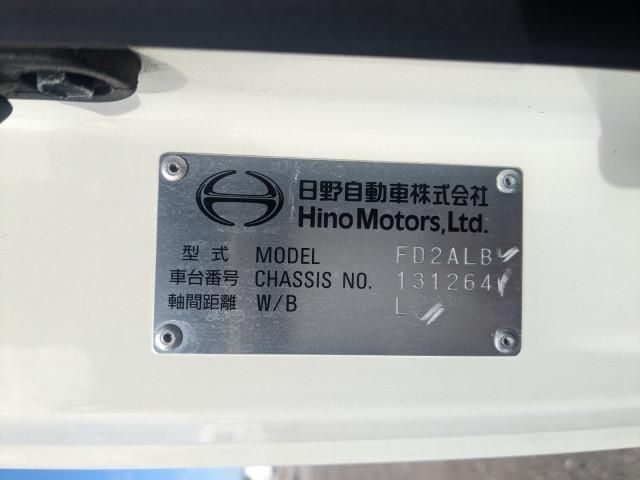 日野自動車株式会社
Hino Motors, Ltd.
型式 MODEL FD2ALB
車台番号 CHASSIS NO. 131264
軸間距離 W/B L